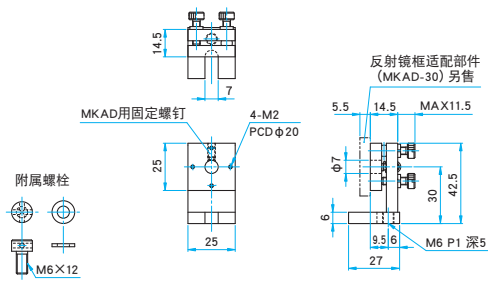 14.5
7
MKAD用固定螺钉
4-M2
PCDφ20
25
25
附属螺栓
M6×12
反射镜框适配部件
（MKAD-30）另售
5.5
14.5
MAX11.5
φ7
30
42.5
6
9.5
6
M6 P1 深5
27